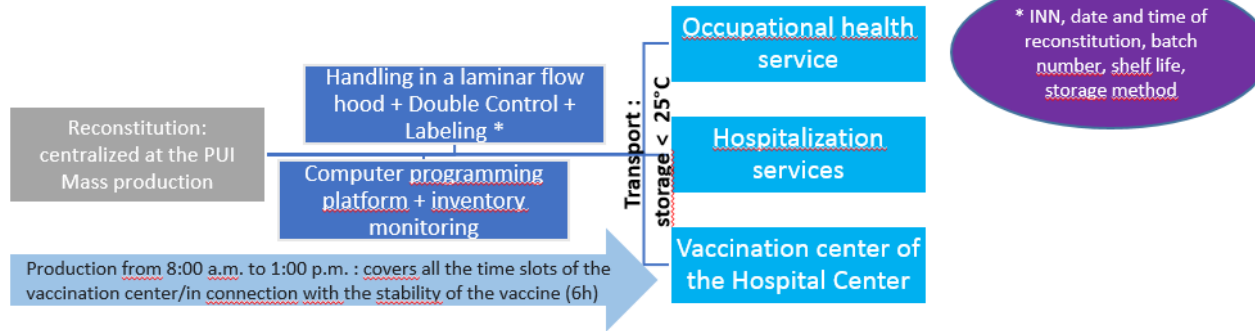 Reconstitution:
centralized at the PUI
Mass production
Handling in a laminar flow
hood + Double Control +
Labeling *
Computer programming
platform + inventory
monitoring
Production from 8:00 a.m. to 1:00 p.m. : covers all the time slots of the
vaccination center/in connection with the stability of the vaccine (6h)
Transport :
storage < 25°C
Occupational health
service
Hospitalization
services
Vaccination center of
the Hospital Center
* INN, date and time of
reconstitution, batch
number, shelf life,
storage method